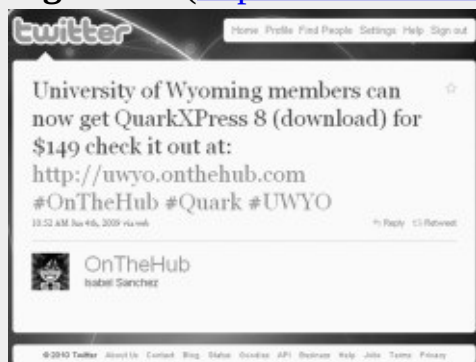 twitter
Home Profile Find People Settings Help Sign out
University of Wyoming members can
now get QuarkXPress 8 (download) for
$149 check it out at:
http://uwyo.onthehub.com
#OnTheHub #Quark #UWYO
10:52 AM Jun 4th, 2009 via web
Reply Retweet
OnTheHub
Isabel Sanchez
©2010 Twitter About Us Contact Blog Status Goodies API Business Help Jobs Terms Privacy